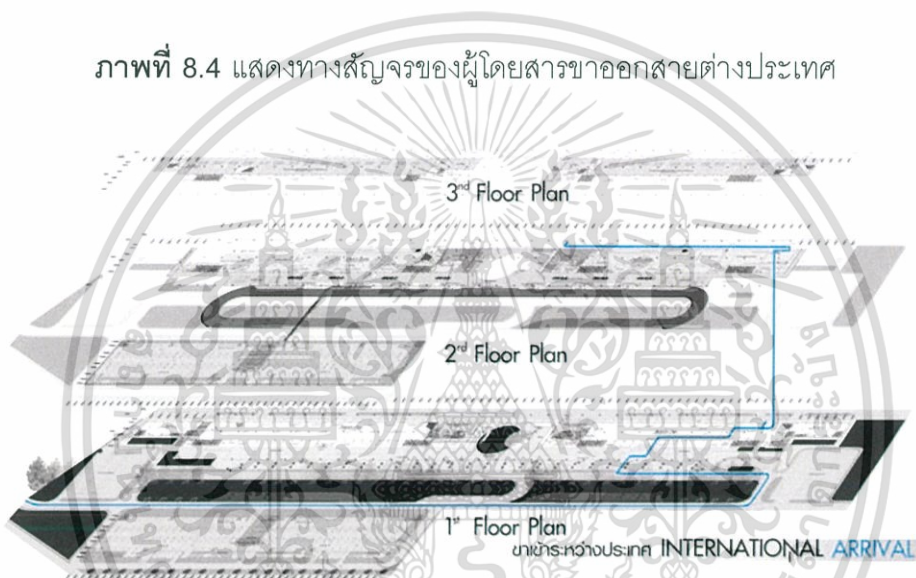 ภาพที่ 8.4 แสดงทางสัญจรของผู้โดยสารขาออกสายต่างประเทศ
3ⁿᵈ Floor Plan
2ʳᵈ Floor Plan
1ˢᵗ Floor Plan
ขาเข้าระหว่างประเทศ INTERNATIONAL ARRIVAL